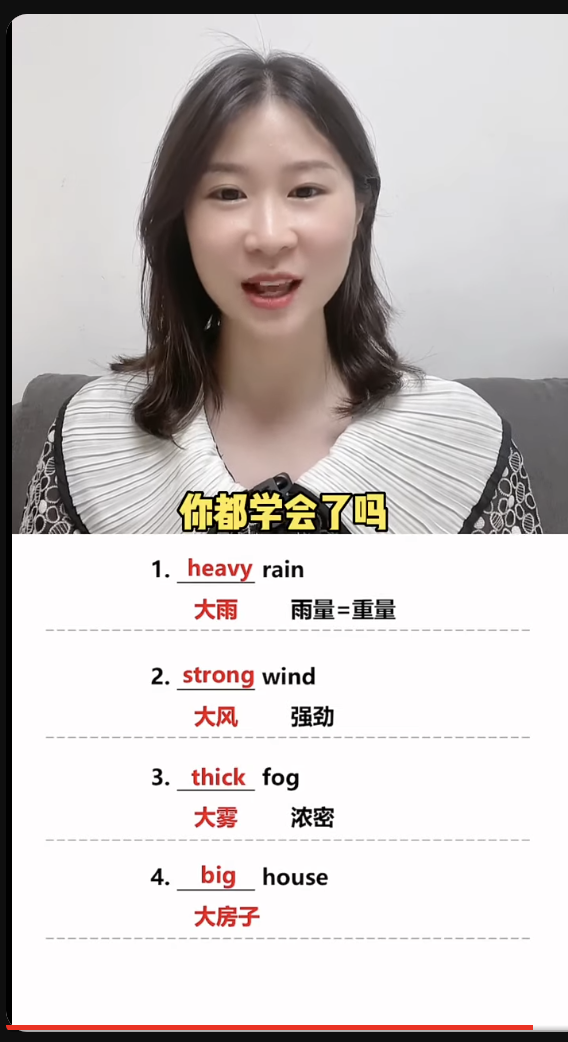 你都学会了吗
1. heavy rain
大雨 雨量=重量
2. strong wind
大风 强劲
3. thick fog
大雾 浓密
4. big house
大房子